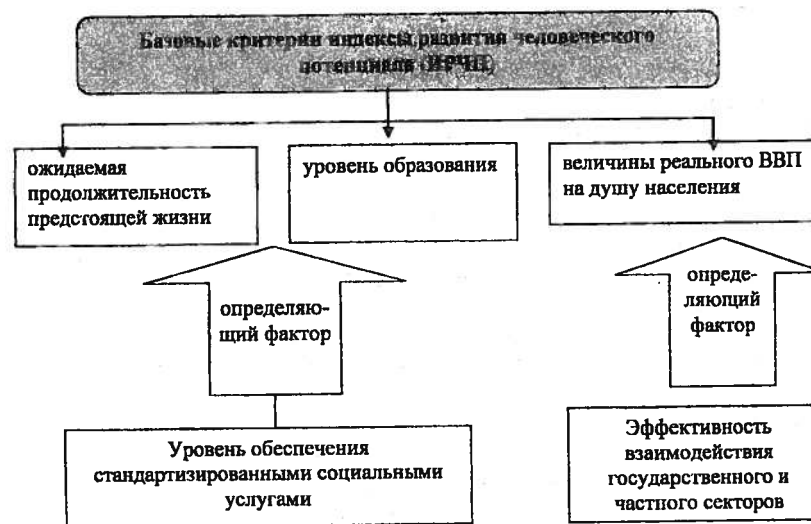 Базовые критерии индексы развития человеческого
потенциала (ИРЧП)
ожидаемая
продолжительность
предстоящей жизни
уровень образования
величины реального ВВП
на душу населения
определяю-
щий фактор
опреде-
ляющий
фактор
Уровень обеспечения
стандартизированными социальными
услугами
Эффективность
взаимодействия
государственного и
частного секторов